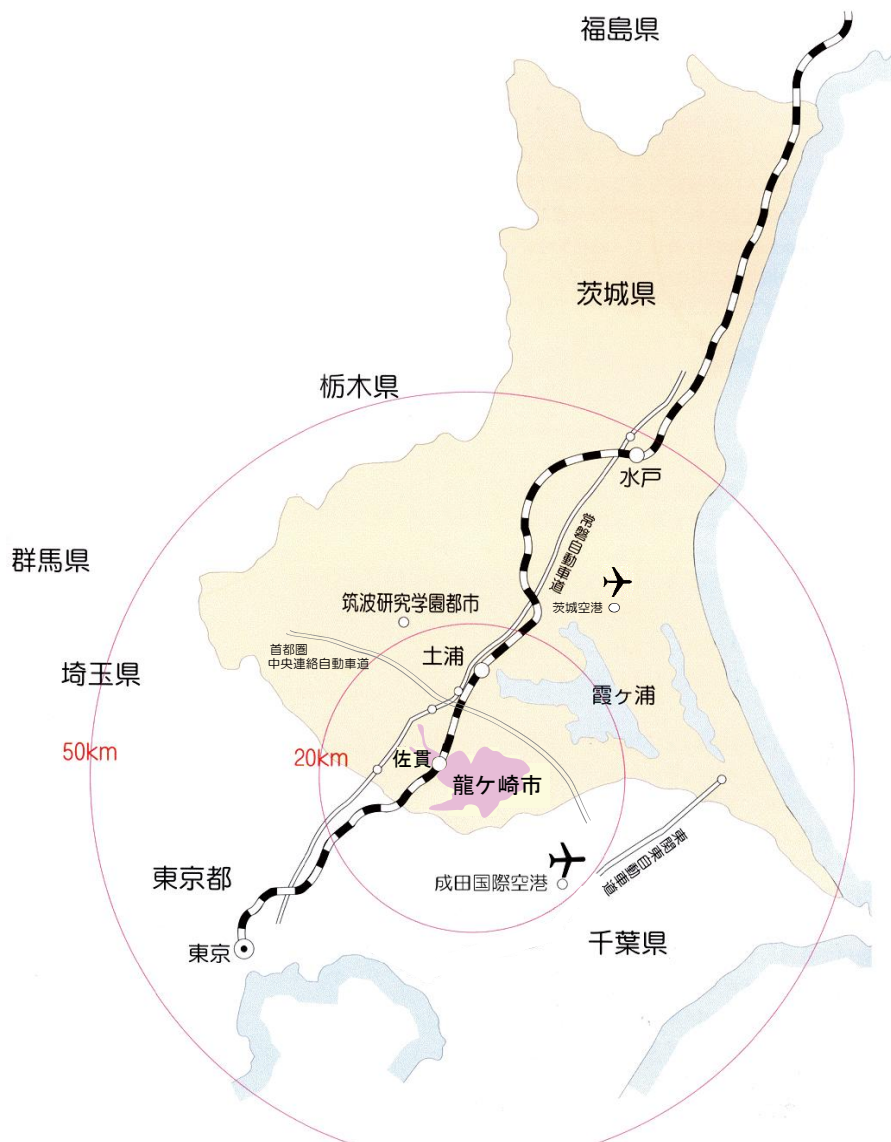 福島県
茨城県
栃木県
水戸
常磐自動車道
群馬県
筑波研究学園都市
茨城空港
首都圏
中央連絡自動車道
土浦
埼玉県
霞ヶ浦
50km
20km
佐貫
龍ケ崎市
東関東自動車道
東京都
成田国際空港
千葉県
東京